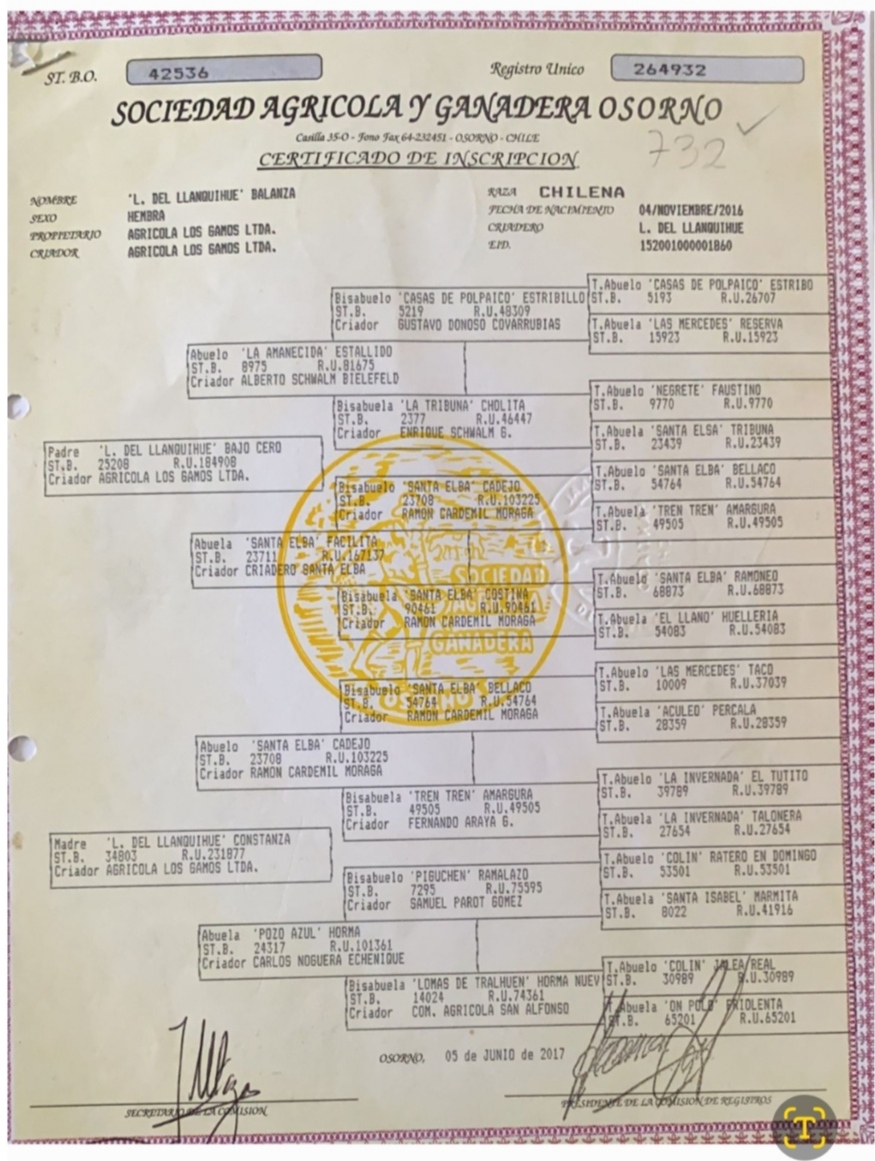 ST. B.O. 42536 Registro Unico 264932
SOCIEDAD AGRICOLA Y GANADERA OSORNO
Casilla 35-O - Fono Fax 64-232451 - OSORNO - CHILE
732
CERTIFICADO DE INSCRIPCION
NOMBRE 'L. DEL LLANQUIHUE' BALANZA
SEXO HEMBRA
PROPIETARIO AGRICOLA LOS GAMOS LTDA.
CRIADOR AGRICOLA LOS GAMOS LTDA.
RAZA CHILENA
FECHA DE NACIMIENTO 04/NOVIEMBRE/2016
CRIADERO L. DEL LLANQUIHUE
EID. 152001000001860
T.Abuelo 'CASAS DE POLPAICO' ESTRIBO
ST.B. 5193 R.U.26707
Bisabuelo 'CASAS DE POLPAICO' ESTRIBILLO
ST.B. 5219 R.U.48309
Criador GUSTAVO DONOSO COVARRUBIAS
T.Abuela 'LAS MERCEDES' RESERVA
ST.B. 15923 R.U.15923
Abuelo 'LA AMANECIDA' ESTALLIDO
ST.B. 8975 R.U.81675
Criador ALBERTO SCHWALM BIELEFELD
T.Abuelo 'NEGRETE' FAUSTINO
ST.B. 9770 R.U.9770
Bisabuela 'LA TRIBUNA' CHOLITA
ST.B. 2377 R.U.46447
Criador ENRIQUE SCHWALM G.
T.Abuela 'SANTA ELSA' TRIBUNA
ST.B. 23439 R.U.23439
Padre 'L. DEL LLANQUIHUE' BAJO CERO
ST.B. 25208 R.U.184908
Criador AGRICOLA LOS GAMOS LTDA.
T.Abuelo 'SANTA ELBA' BELLACO
ST.B. 54764 R.U.54764
Bisabuelo 'SANTA ELBA' CADEJO
ST.B. 23708 R.U.103225
Criador RAMON CARDEMIL MORAGA
T.Abuela 'TREN TREN' AMARGURA
ST.B. 49505 R.U.49505
Abuela 'SANTA ELBA' FACILITA
ST.B. 23711 R.U.167137
Criador CRIADERO SANTA ELBA
T.Abuelo 'SANTA ELBA' RAMONEO
ST.B. 68873 R.U.68873
Bisabuela 'SANTA ELBA' COSTINA
ST.B. 90461 R.U.90461
Criador RAMON CARDEMIL MORAGA
T.Abuela 'EL LLANO' HUELLERIA
ST.B. 54083 R.U.54083
SOCIEDAD
AGRICOLA
GANADERA
OSORNO
T.Abuelo 'LAS MERCEDES' TACO
ST.B. 10009 R.U.37039
Bisabuelo 'SANTA ELBA' BELLACO
ST.B. 54764 R.U.54764
Criador RAMON CARDEMIL MORAGA
T.Abuela 'ACULEO' PERCALA
ST.B. 28359 R.U.28359
Abuelo 'SANTA ELBA' CADEJO
ST.B. 23708 R.U.103225
Criador RAMON CARDEMIL MORAGA
T.Abuelo 'LA INVERNADA' EL TUTITO
ST.B. 39789 R.U.39789
Bisabuela 'TREN TREN' AMARGURA
ST.B. 49505 R.U.49505
Criador FERNANDO ARAYA G.
T.Abuela 'LA INVERNADA' TALONERA
ST.B. 27654 R.U.27654
Madre 'L. DEL LLANQUIHUE' CONSTANZA
ST.B. 34803 R.U.231877
Criador AGRICOLA LOS GAMOS LTDA.
T.Abuelo 'COLIN' RATERO EN DOMINGO
ST.B. 53501 R.U.53501
Bisabuelo 'PIGUCHEN' RAMALAZO
ST.B. 7295 R.U.75595
Criador SAMUEL PAROT GOMEZ
T.Abuela 'SANTA ISABEL' MARMITA
ST.B. 8022 R.U.41916
Abuela 'POZO AZUL' HORMA
ST.B. 24317 R.U.101361
Criador CARLOS NOGUERA ECHENIQUE
T.Abuelo 'COLIN' JALEA REAL
ST.B. 30989 R.U.30989
Bisabuela 'LOMAS DE TRALHUEN' HORMA NUEV
ST.B. 14024 R.U.74361
Criador COM. AGRICOLA SAN ALFONSO
T.Abuela 'ON POLO' FRIOLENTA
ST.B. 65201 R.U.65201
OSORNO, 05 de JUNIO de 2017
SECRETARIO DE LA COMISION
PRESIDENTE DE LA COMISION DE REGISTROS